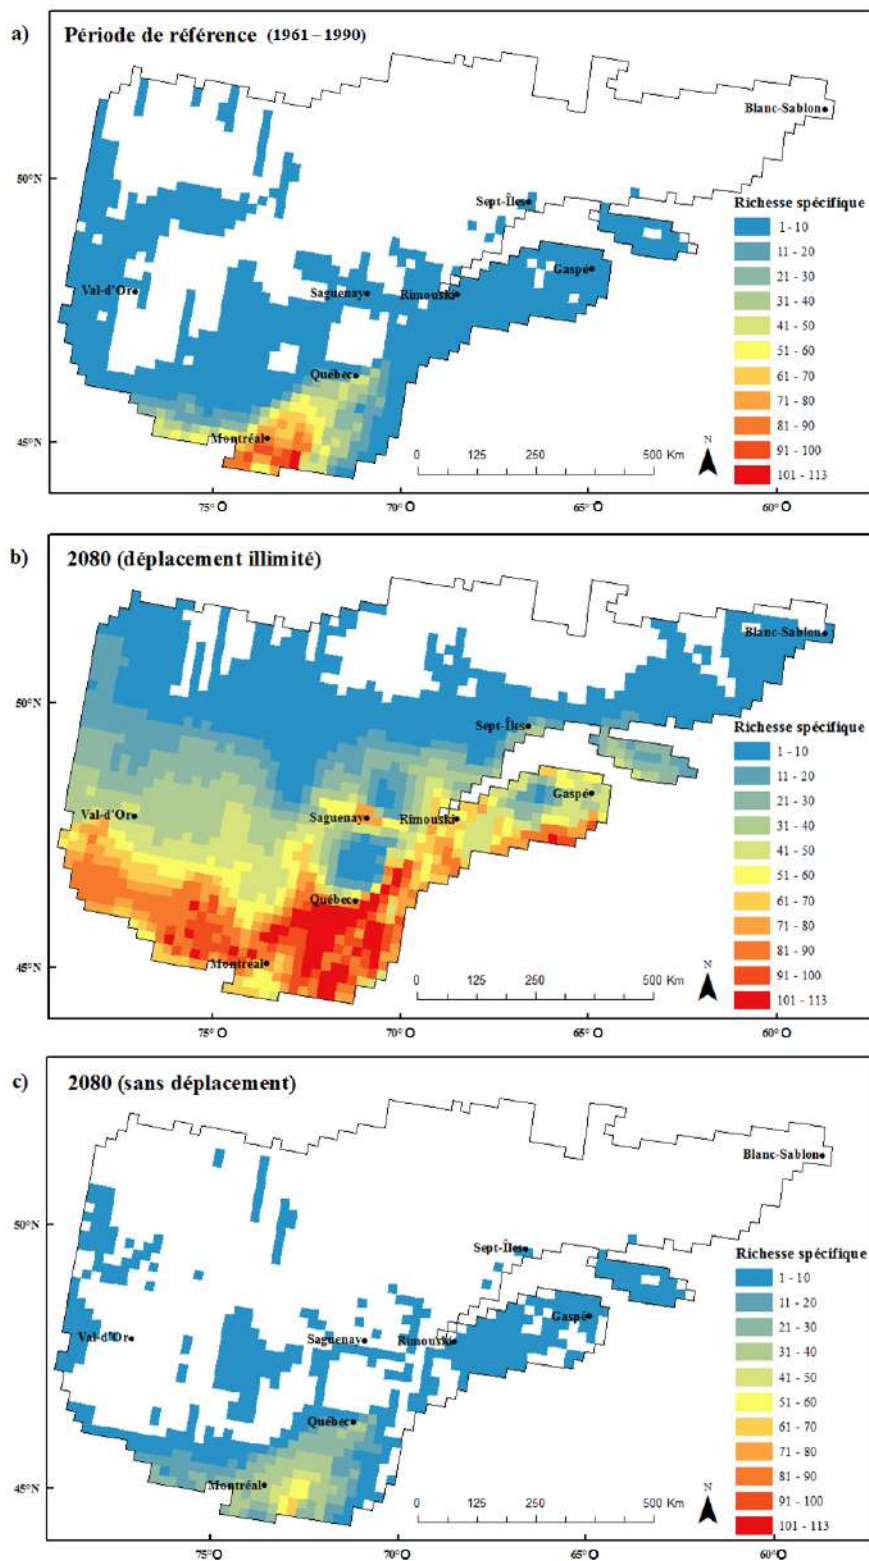 a) Période de référence (1961 – 1990)
Blanc-Sablon
50°N
Sept-Îles
Richesse spécifique
1 - 10
11 - 20
21 - 30
31 - 40
41 - 50
51 - 60
61 - 70
71 - 80
81 - 90
91 - 100
101 - 113
Gaspé
Val-d'Or
Saguenay
Rimouski
Québec
Montréal
45°N
0 125 250 500 Km
N
75°O 70°O 65°O 60°O
b) 2080 (déplacement illimité)
Blanc-Sablon
50°N
Sept-Îles
Richesse spécifique
1 - 10
11 - 20
21 - 30
31 - 40
41 - 50
51 - 60
61 - 70
71 - 80
81 - 90
91 - 100
101 - 113
Gaspé
Val-d'Or
Saguenay
Rimouski
Québec
Montréal
45°N
0 125 250 500 Km
N
75°O 70°O 65°O 60°O
c) 2080 (sans déplacement)
Blanc-Sablon
50°N
Sept-Îles
Richesse spécifique
1 - 10
11 - 20
21 - 30
31 - 40
41 - 50
51 - 60
61 - 70
71 - 80
81 - 90
91 - 100
101 - 113
Gaspé
Val-d'Or
Saguenay
Rimouski
Québec
Montréal
45°N
0 125 250 500 Km
N
75°O 70°O 65°O 60°O